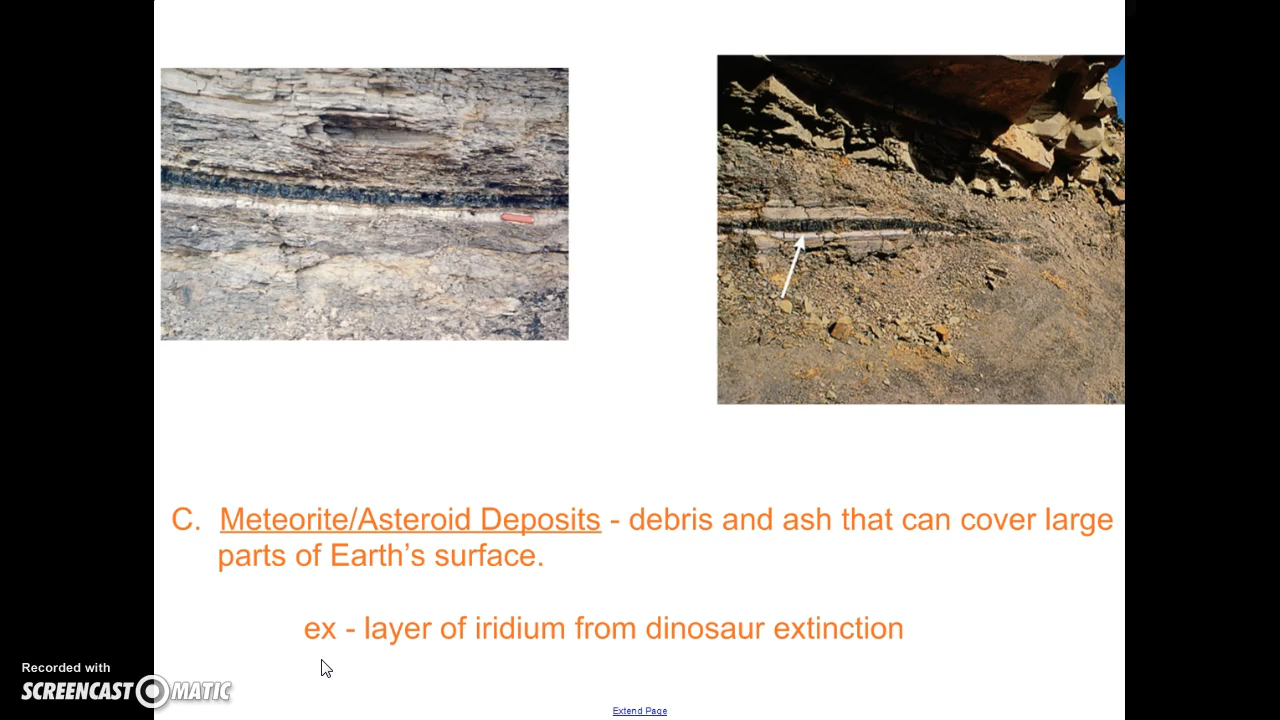 C. Meteorite/Asteroid Deposits - debris and ash that can cover large
parts of Earth’s surface.
ex - layer of iridium from dinosaur extinction
Recorded with
SCREENCAST O MATIC
Extend Page